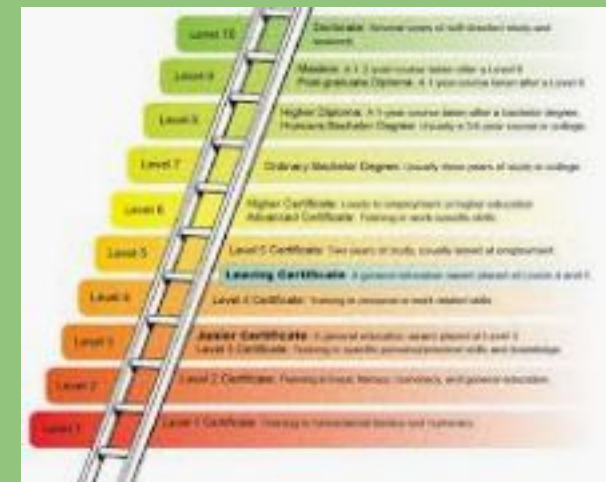 Level 10
Doctorate: Several years of self-directed study and
research.
Level 9
Masters: A 1-2 year course taken after a Level 8
Post-graduate Diploma: A 1 year course taken after a Level 8
Level 8
Higher Diploma: A 1-year course taken after a bachelor degree.
Honours Bachelor Degree: Usually a 3/4 year course in college.
Level 7
Ordinary Bachelor Degree: Usually three years of study in college.
Level 6
Higher Certificate: Leads to employment or higher education
Advanced Certificate: Training in work specific skills.
Level 5
Level 5 Certificate: Two years of study, usually aimed at employment.
Leaving Certificate: A general education award placed at Levels 4 and 5.
Level 4
Level 4 Certificate: Training in personal or work related skills.
Level 3
Junior Certificate: A general education award placed at Level 3
Level 3 Certificate: Training in specific personal/practical skills and knowledge.
Level 2
Level 2 Certificate: Training in basic literacy, numeracy, and general education.
Level 1
Level 1 Certificate: Training in foundational literacy and numeracy.